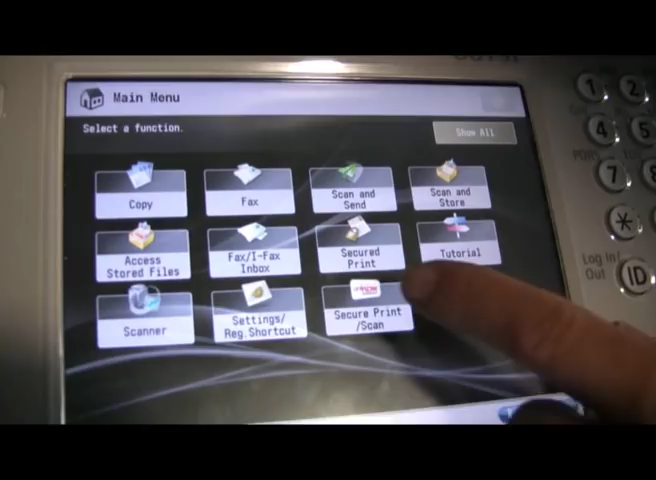 Main Menu
Select a function.
Show All
Copy
Fax
Scan and
Send
Scan and
Store
Access
Stored Files
Fax/I-Fax
Inbox
Secured
Print
Tutorial
Scanner
Settings/
Reg.Shortcut
Secure Print
/Scan
1
2
4
5
7
*
Log In/
Out
ID